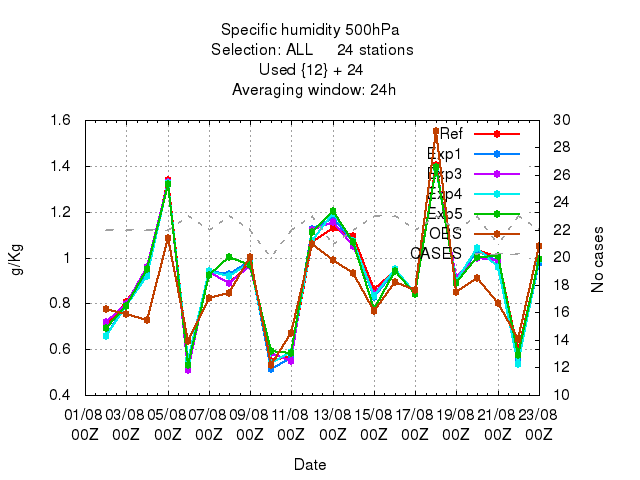 Specific humidity 500hPa
Selection: ALL 24 stations
Used {12} + 24
Averaging window: 24h
1.6
1.4
1.2
1
0.8
0.6
0.4
g/Kg
30
28
26
24
22
20
18
16
14
12
10
No cases
Ref
Exp1
Exp3
Exp4
Exp5
OBS
CASES
01/08 03/08 05/08 07/08 09/08 11/08 13/08 15/08 17/08 19/08 21/08 23/08
00Z 00Z 00Z 00Z 00Z 00Z 00Z 00Z 00Z 00Z 00Z 00Z
Date